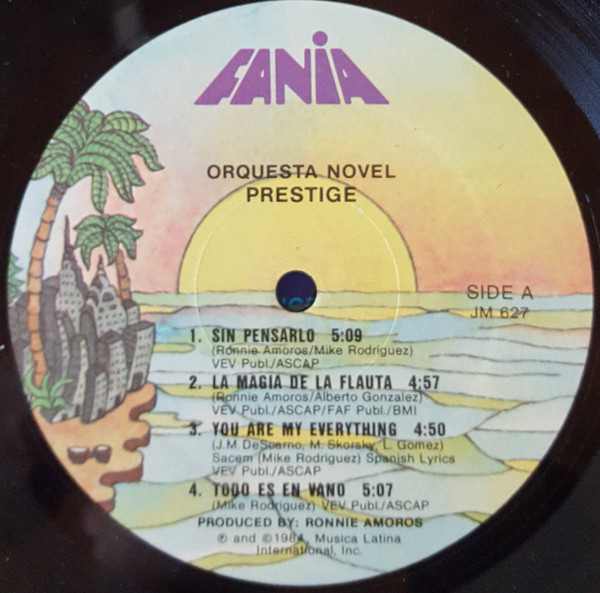 FANIA
ORQUESTA NOVEL
PRESTIGE
SIDE A
JM 627
1. SIN PENSARLO 5:09
(Ronnie Amoros/Mike Rodriguez)
VEV Publ./ASCAP
2. LA MAGIA DE LA FLAUTA 4:57
(Ronnie Amoros/Alberto Gonzalez)
VEV Publ./ASCAP/FAF Publ./BMI
3. YOU ARE MY EVERYTHING 4:50
(J.M. DeScarno, M. Skorsky, L. Gomez)
Sacem (Mike Rodriguez) Spanish Lyrics
VEV Publ./ASCAP
4. TODO ES EN VANO 5:07
(Mike Rodriguez) VEV Publ./ASCAP
PRODUCED BY: RONNIE AMOROS
℗ and ©1984, Musica Latina
International, Inc.